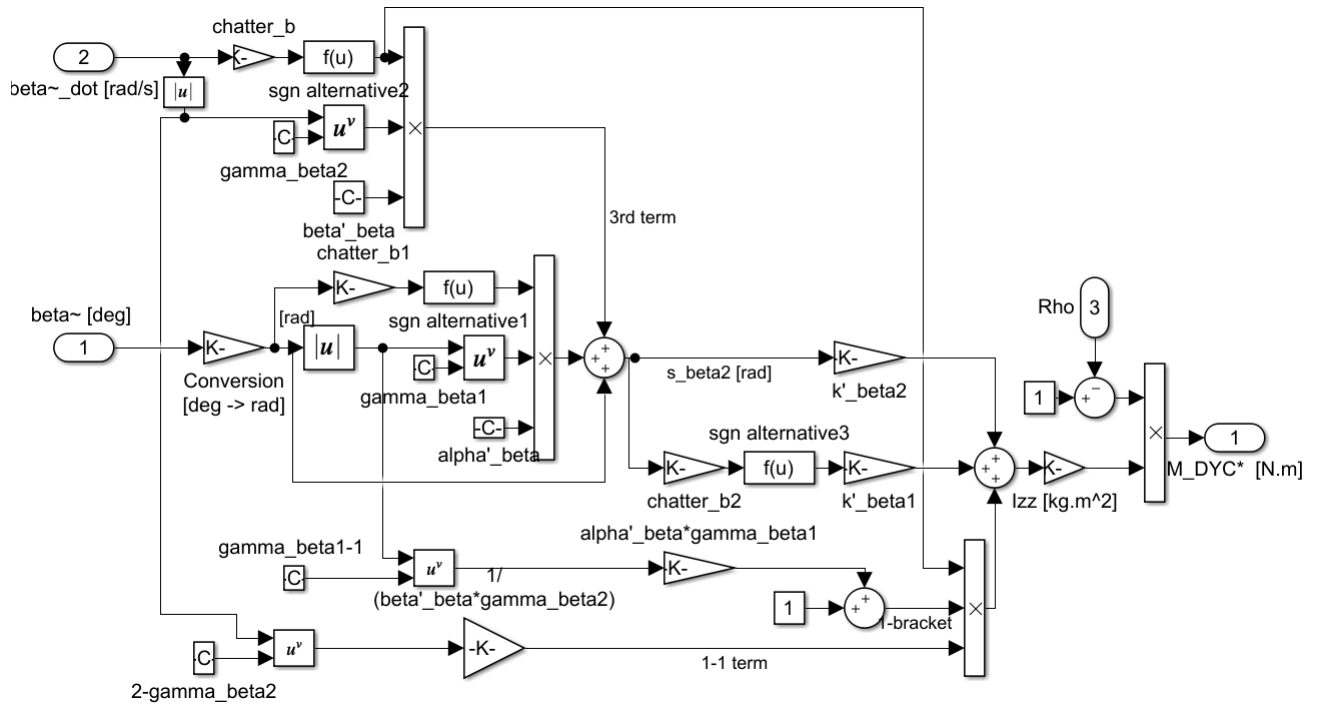 chatter_b
2
K-
f(u)
beta~_dot [rad/s]
|u|
sgn alternative2
C
u^v
×
gamma_beta2
-C-
beta'_beta
3rd term
chatter_b1
K-
f(u)
beta~ [deg]
[rad]
sgn alternative1
Rho
3
1
K-
|u|
C
u^v
×
+
+
+
s_beta2 [rad]
K-
Conversion
[deg -> rad]
gamma_beta1
k'_beta2
1
+
−
-C-
alpha'_beta
sgn alternative3
×
1
K-
f(u)
K-
+
+
+
K-
M_DYC* [N.m]
chatter_b2
k'_beta1
Izz [kg.m^2]
alpha'_beta*gamma_beta1
gamma_beta1-1
C
u^v
1/
(beta'_beta*gamma_beta2)
K-
1
+
+
×
1-bracket
C
u^v
-K-
1-1 term
2-gamma_beta2